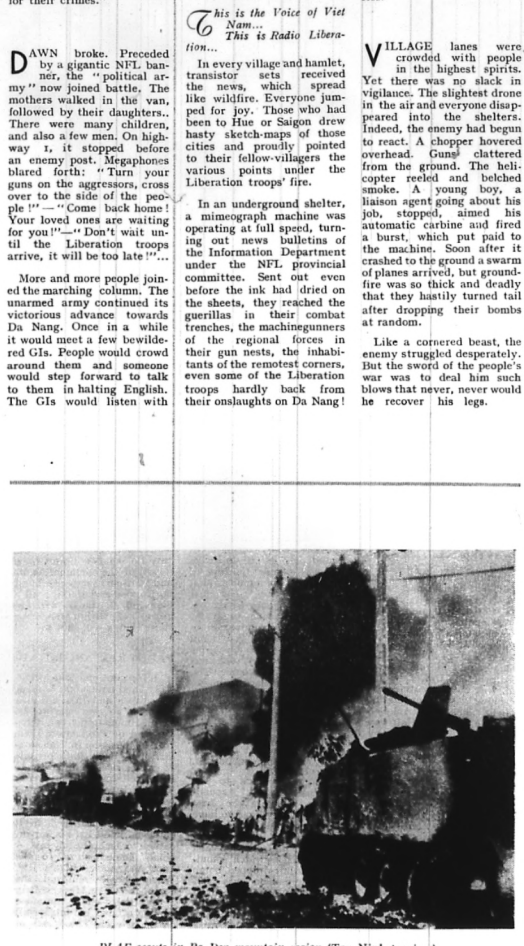 for their crimes.
DAWN broke. Preceded
by a gigantic NFL ban-
ner, the "political ar-
my" now joined battle. The
mothers walked in the van,
followed by their daughters..
There were many children,
and also a few men. On high-
way 1, it stopped before
an enemy post. Megaphones
blared forth: "Turn your
guns on the aggressors, cross
over to the side of the peo-
ple !" — "Come back home !
Your loved ones are waiting
for you !"—"Don't wait un-
til the Liberation troops
arrive, it will be too late !"...
More and more people join-
ed the marching column. The
unarmed army continued its
victorious advance towards
Da Nang. Once in a while
it would meet a few bewilde-
red GIs. People would crowd
around them and someone
would step forward to talk
to them in halting English.
The GIs would listen with
This is the Voice of Viet
Nam...
This is Radio Libera-
tion...
In every village and hamlet,
transistor sets received
the news, which spread
like wildfire. Everyone jum-
ped for joy. Those who had
been to Hue or Saigon drew
hasty sketch-maps of those
cities and proudly pointed
to their fellow-villagers the
various points under the
Liberation troops' fire.
In an underground shelter,
a mimeograph machine was
operating at full speed, turn-
ing out news bulletins of
the Information Department
under the NFL provincial
committee. Sent out even
before the ink had dried on
the sheets, they reached the
guerillas in their combat
trenches, the machinegunners
of the regional forces in
their gun nests, the inhabi-
tants of the remotest corners,
even some of the Liberation
troops hardly back from
their onslaughts on Da Nang !
VILLAGE lanes were
crowded with people
in the highest spirits.
Yet there was no slack in
vigilance. The slightest drone
in the air and everyone disap-
peared into the shelters.
Indeed, the enemy had begun
to react. A chopper hovered
overhead. Guns clattered
from the ground. The heli-
copter reeled and belched
smoke. A young boy, a
liaison agent going about his
job, stopped, aimed his
automatic carbine and fired
a burst, which put paid to
the machine. Soon after it
crashed to the ground a swarm
of planes arrived, but ground-
fire was so thick and deadly
that they hastily turned tail
after dropping their bombs
at random.
Like a cornered beast, the
enemy struggled desperately.
But the sword of the people's
war was to deal him such
blows that never, never would
he recover his legs.